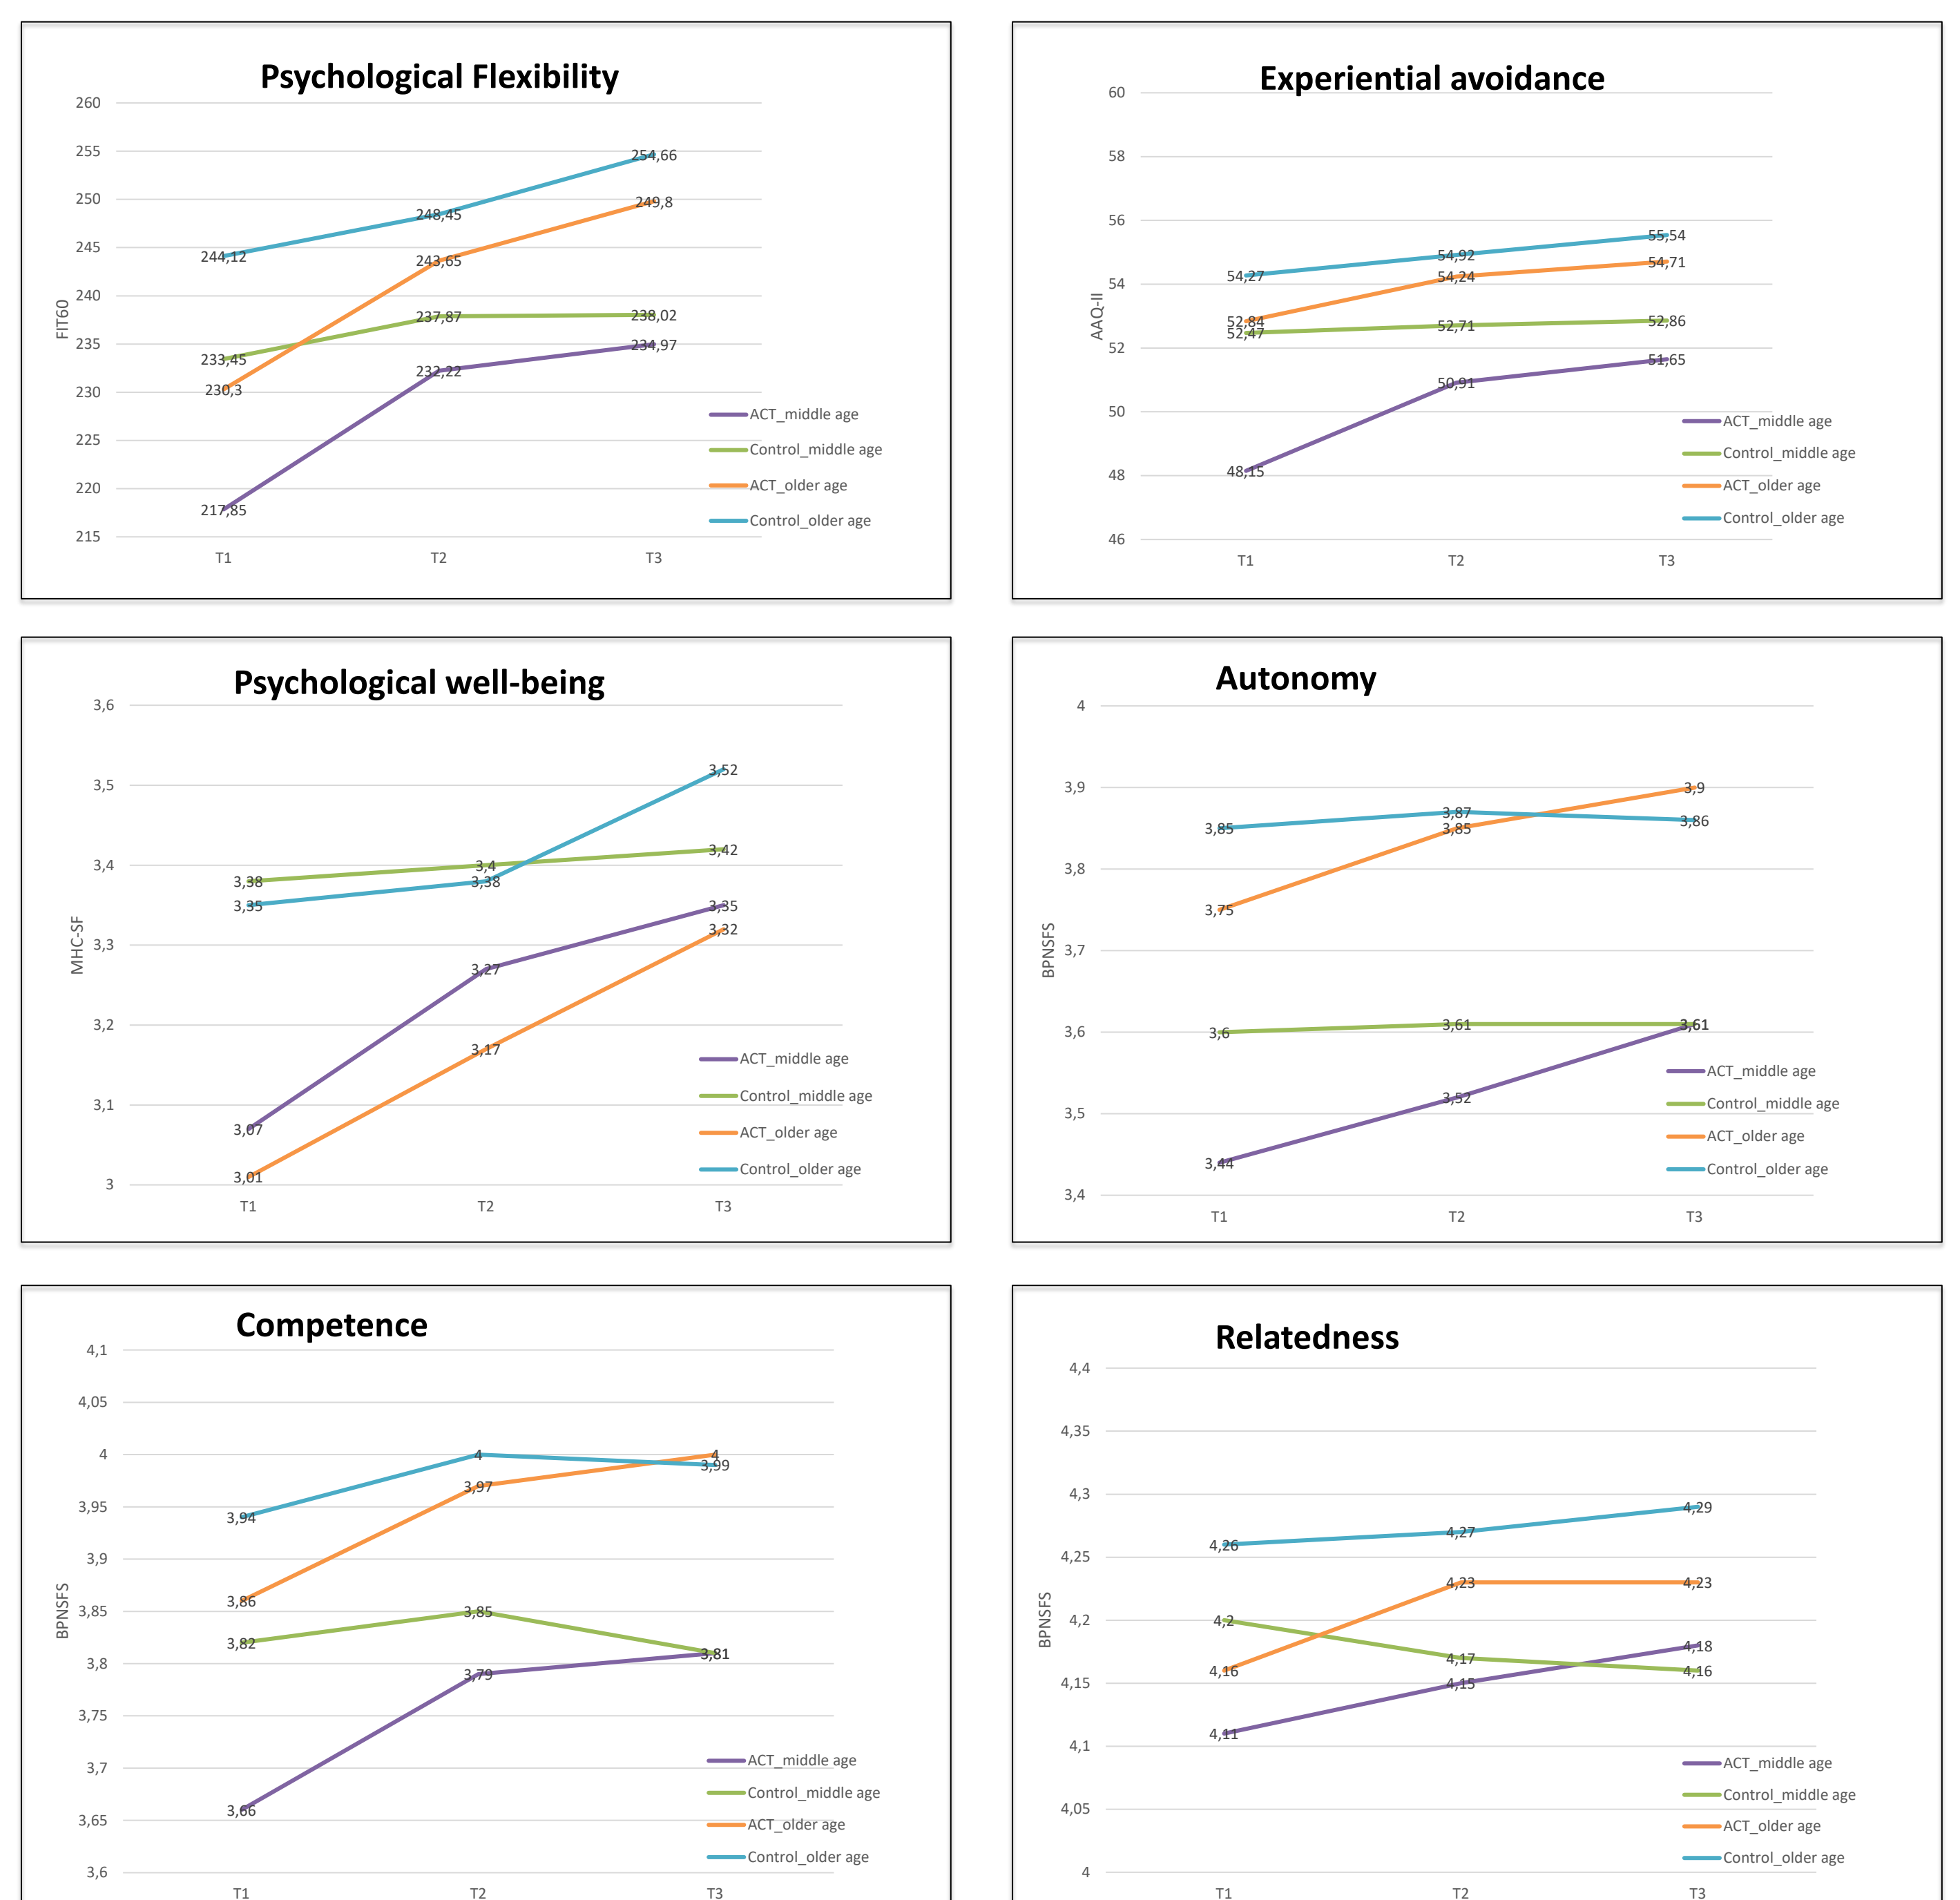 Psychological Flexibility
260
255
250
245
240
235
230
225
220
215
FIT60
244,12
248,45
254,66
230,3
243,65
249,8
233,45
237,87
238,02
217,85
232,22
234,97
T1
T2
T3
ACT_middle age
Control_middle age
ACT_older age
Control_older age
Experiential avoidance
60
58
56
54
52
50
48
46
AAQ-II
54,27
54,92
55,54
52,84
54,24
54,71
52,47
52,71
52,86
48,15
50,91
51,65
T1
T2
T3
ACT_middle age
Control_middle age
ACT_older age
Control_older age
Psychological well-being
3,6
3,5
3,4
3,3
3,2
3,1
3
MHC-SF
3,38
3,4
3,42
3,35
3,38
3,52
3,07
3,27
3,35
3,01
3,17
3,32
T1
T2
T3
ACT_middle age
Control_middle age
ACT_older age
Control_older age
Autonomy
4
3,9
3,8
3,7
3,6
3,5
3,4
BPNSFS
3,85
3,87
3,86
3,75
3,85
3,9
3,6
3,61
3,61
3,44
3,52
3,61
T1
T2
T3
ACT_middle age
Control_middle age
ACT_older age
Control_older age
Competence
4,1
4,05
4
3,95
3,9
3,85
3,8
3,75
3,7
3,65
3,6
BPNSFS
3,94
4
3,99
3,86
3,97
4
3,82
3,85
3,81
3,66
3,79
3,81
T1
T2
T3
ACT_middle age
Control_middle age
ACT_older age
Control_older age
Relatedness
4,4
4,35
4,3
4,25
4,2
4,15
4,1
4,05
4
BPNSFS
4,26
4,27
4,29
4,16
4,23
4,23
4,2
4,17
4,16
4,11
4,15
4,18
T1
T2
T3
ACT_middle age
Control_middle age
ACT_older age
Control_older age